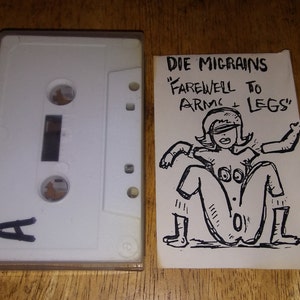 DIE MIGRAINS
"FAREWELL TO
ARMS + LEGS"
A